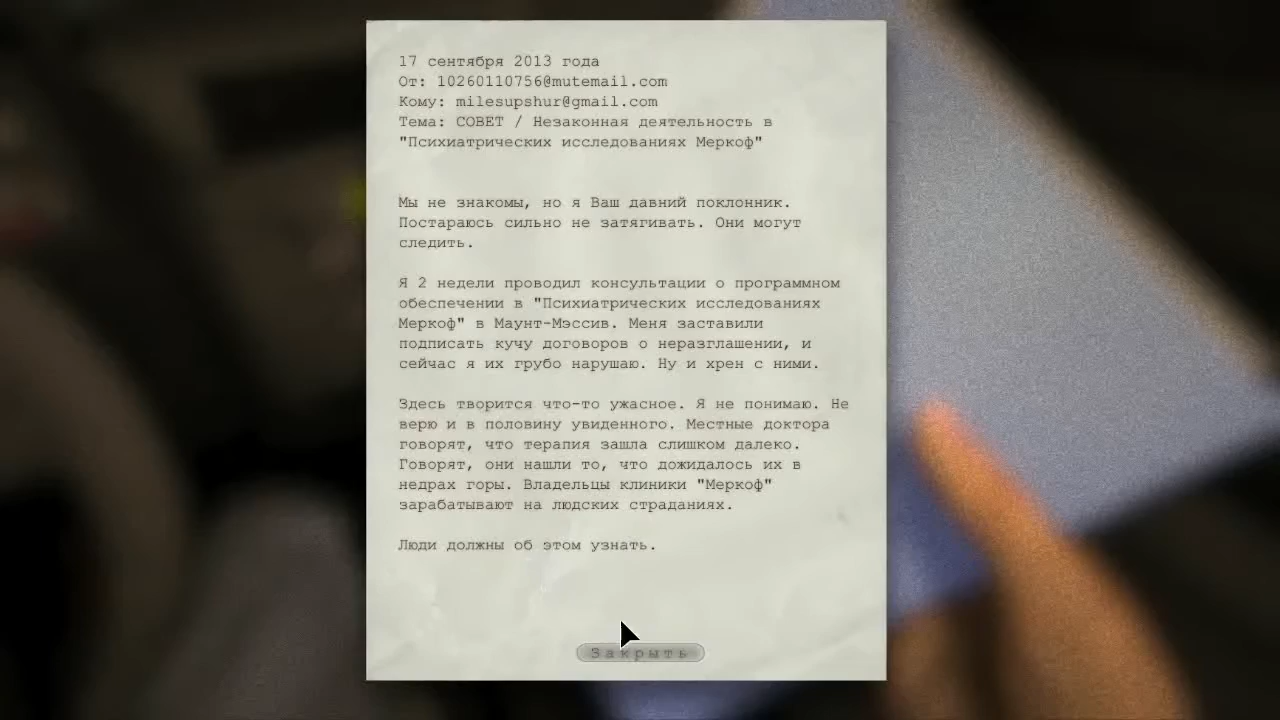 17 сентября 2013 года
От: 10260110756@mutemail.com
Кому: milesupshur@gmail.com
Тема: СОВЕТ / Незаконная деятельность в
"Психиатрических исследованиях Меркоф"
Мы не знакомы, но я Ваш давний поклонник.
Постараюсь сильно не затягивать. Они могут
следить.
Я 2 недели проводил консультации о программном
обеспечении в "Психиатрических исследованиях
Меркоф" в Маунт-Мэссив. Меня заставили
подписать кучу договоров о неразглашении, и
сейчас я их грубо нарушаю. Ну и хрен с ними.
Здесь творится что-то ужасное. Я не понимаю. Не
верю и в половину увиденного. Местные доктора
говорят, что терапия зашла слишком далеко.
Говорят, они нашли то, что дожидалось их в
недрах горы. Владельцы клиники "Меркоф"
зарабатывают на людских страданиях.
Люди должны об этом узнать.
Закрыть